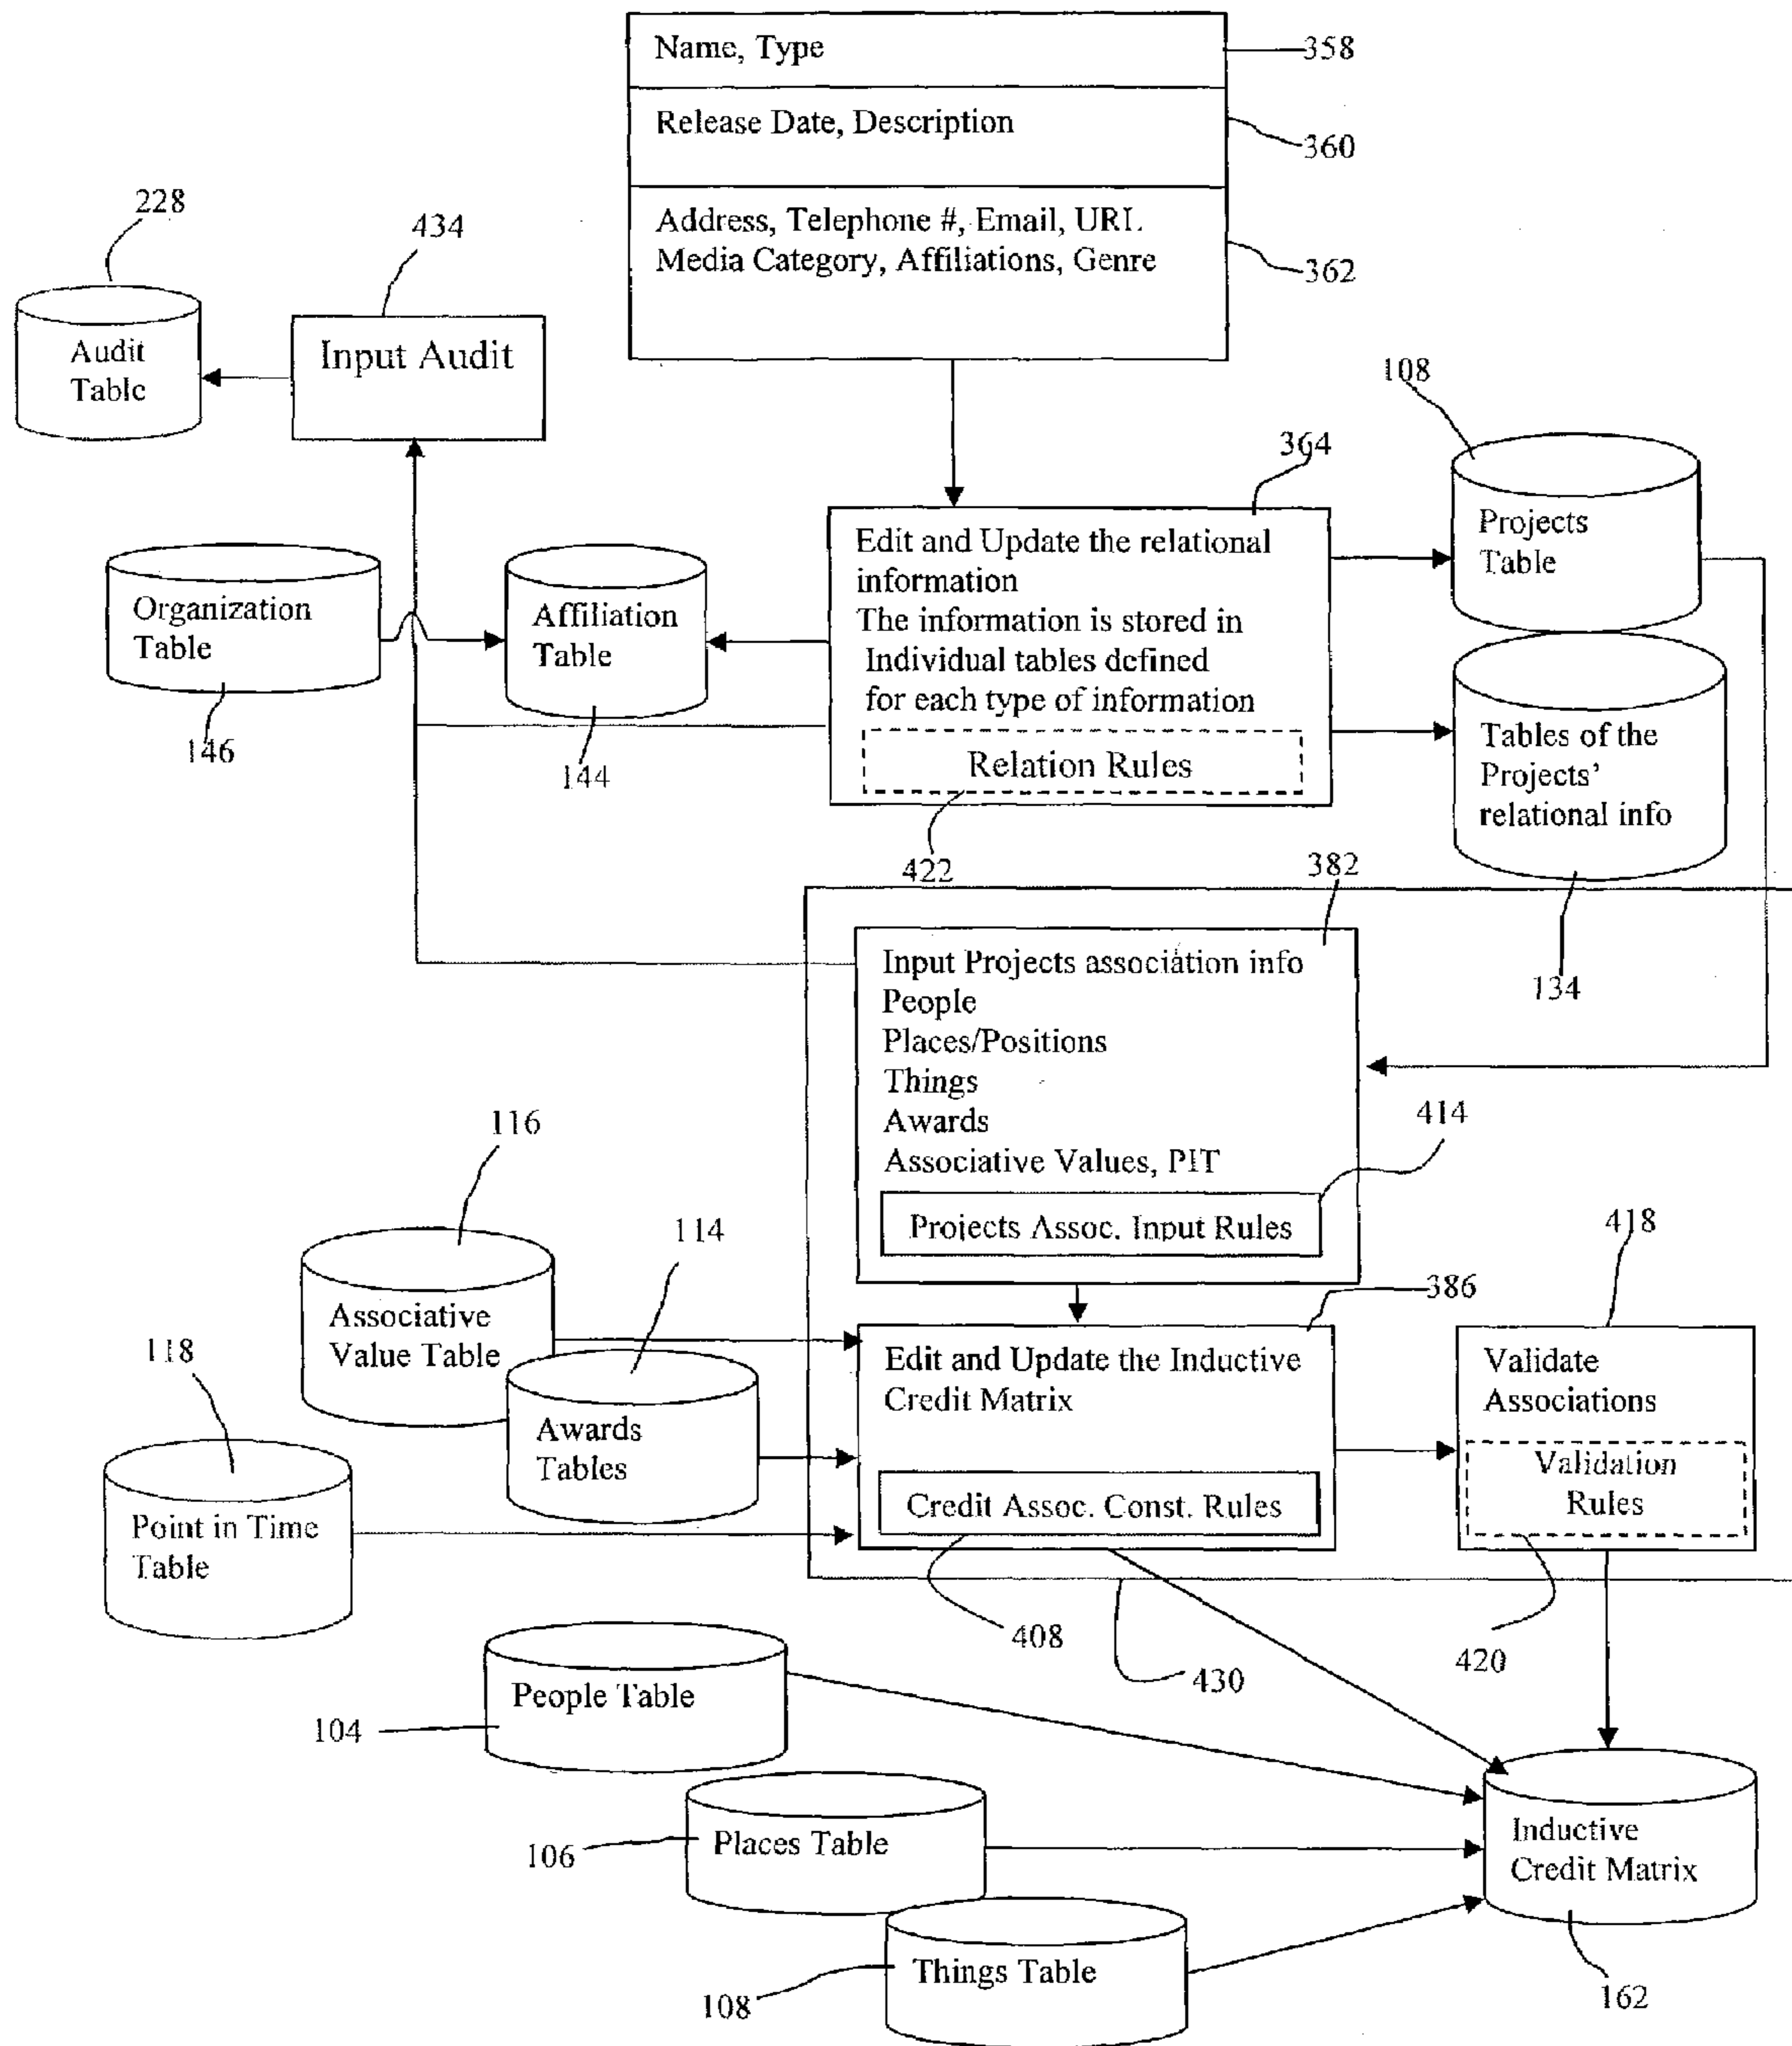 Name, Type
358
Release Date, Description
360
Address, Telephone #, Email, URL
Media Category, Affiliations, Genre
362
228
434
Audit
Table
Input Audit
108
364
Projects
Table
Edit and Update the relational
information
The information is stored in
Individual tables defined
for each type of information
Relation Rules
Organization
Table
Affiliation
Table
146
144
Tables of the
Projects'
relational info
422
382
134
Input Projects association info
People
Places/Positions
Things
Awards
Associative Values, PIT
Projects Assoc. Input Rules
414
116
114
418
386
Associative
Value Table
118
Awards
Tables
Edit and Update the Inductive
Credit Matrix
Credit Assoc. Const. Rules
Validate
Associations
Validation
Rules
Point in Time
Table
408
430
420
People Table
104
Places Table
106
Inductive
Credit Matrix
Things Table
108
162